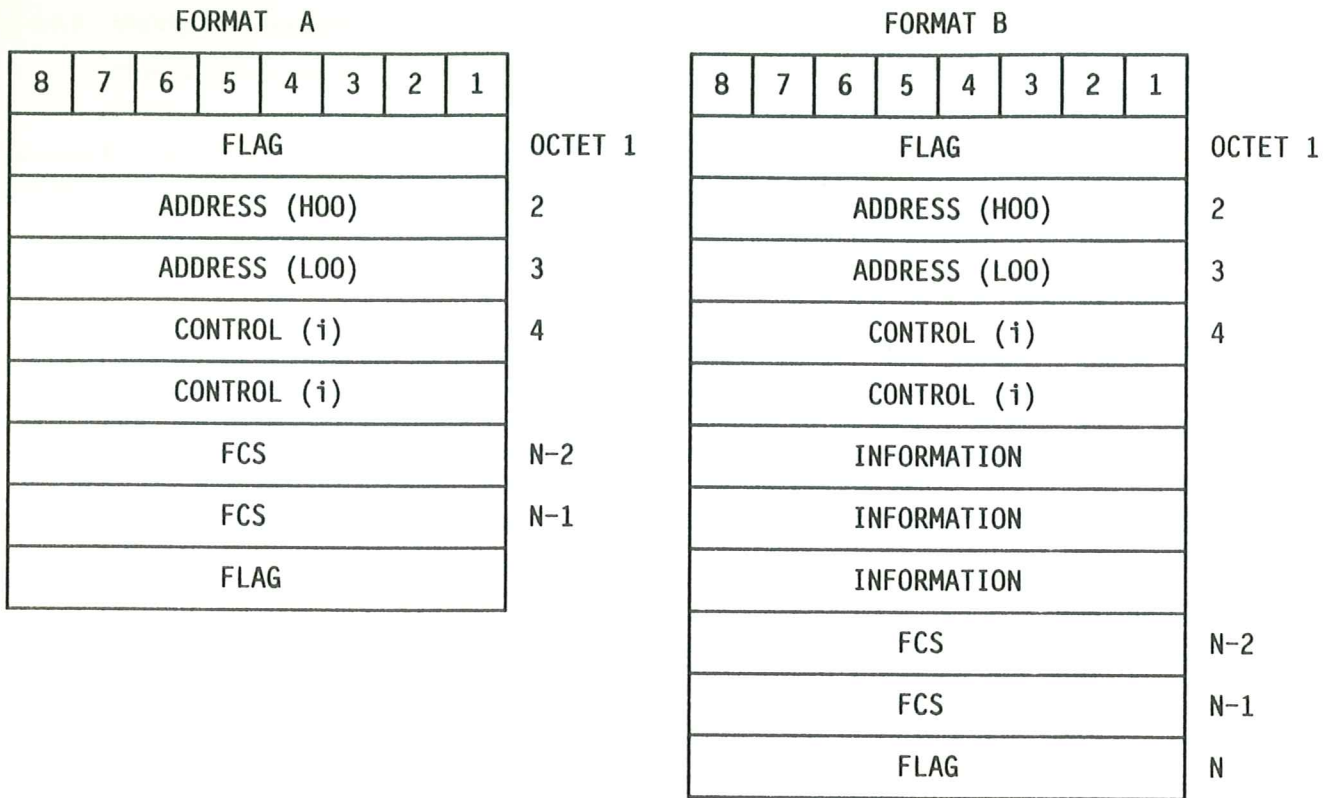 FORMAT A
8 7 6 5 4 3 2 1
FLAG OCTET 1
ADDRESS (HOO) 2
ADDRESS (LOO) 3
CONTROL (i) 4
CONTROL (i)
FCS N-2
FCS N-1
FLAG
FORMAT B
8 7 6 5 4 3 2 1
FLAG OCTET 1
ADDRESS (HOO) 2
ADDRESS (LOO) 3
CONTROL (i) 4
CONTROL (i)
INFORMATION
INFORMATION
INFORMATION
FCS N-2
FCS N-1
FLAG N